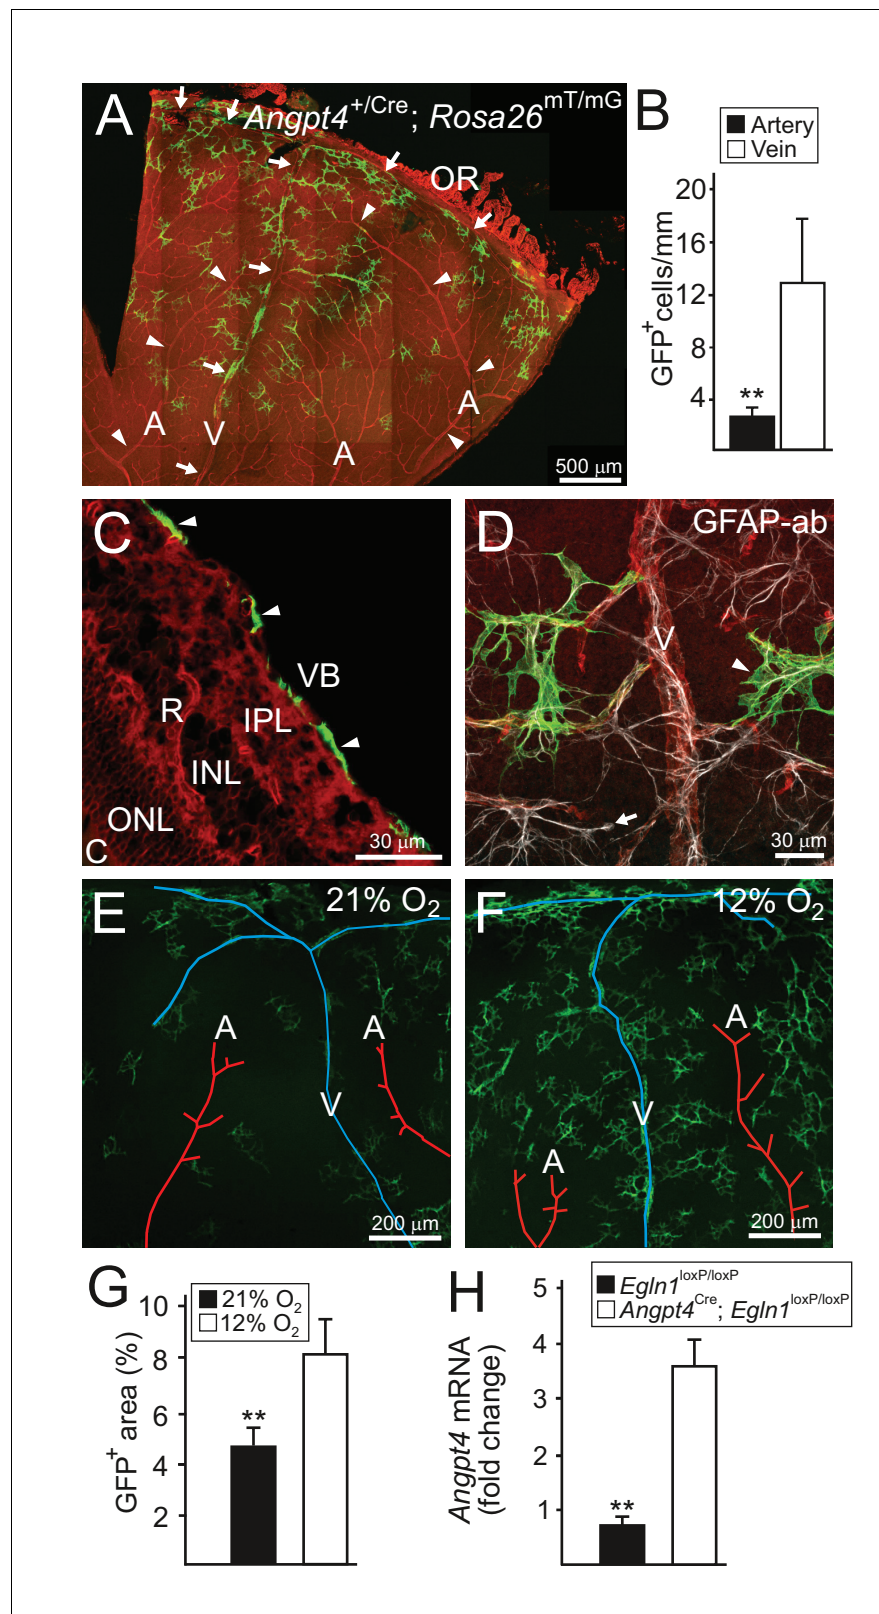 A
Angpt4+/Cre; Rosa26mT/mG
OR
A
V
A
A
500 µm
B
Artery
Vein
GFP+cells/mm
20
16
12
8
4
**
C
VB
R
IPL
INL
ONL
C
30 µm
D
GFAP-ab
V
30 µm
E
21% O2
A
A
V
200 µm
F
12% O2
A
V
A
200 µm
G
21% O2
12% O2
GFP+ area (%)
10
8
6
4
2
**
H
Egln1loxP/loxP
Angpt4Cre; Egln1loxP/loxP
Angpt4 mRNA
(fold change)
5
4
3
2
1
**